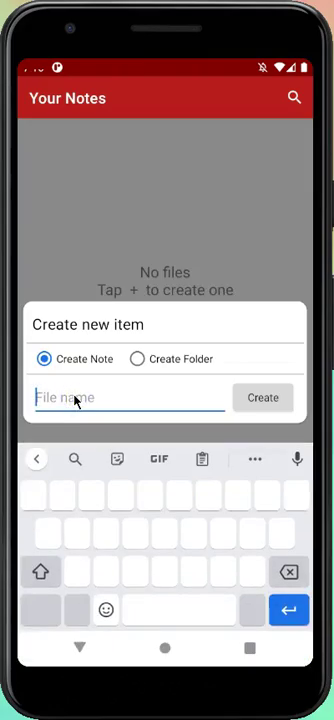 Your Notes
No files
Tap + to create one
Create new item
Create Note
Create Folder
File name
Create
GIF